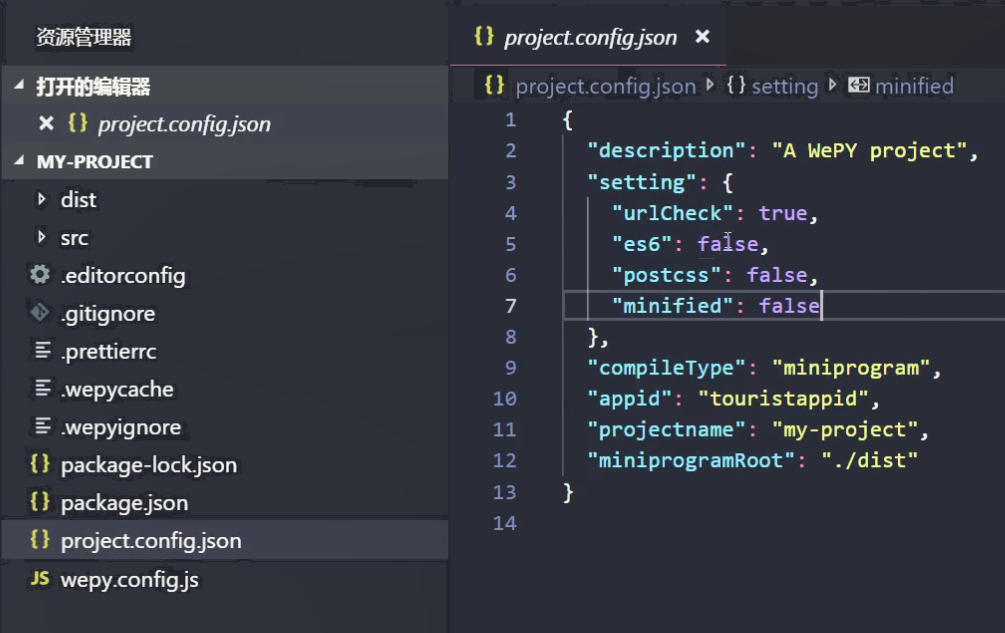 资源管理器
打开的编辑器
× {} project.config.json
MY-PROJECT
dist
src
.editorconfig
.gitignore
.prettierrc
.wepycache
.wepyignore
{} package-lock.json
{} package.json
{} project.config.json
JS wepy.config.js
{} project.config.json ×
{} project.config.json {} setting minified
1 {
2 "description": "A WePY project",
3 "setting": {
4 "urlCheck": true,
5 "es6": false,
6 "postcss": false,
7 "minified": false
8 },
9 "compileType": "miniprogram",
10 "appid": "touristappid",
11 "projectname": "my-project",
12 "miniprogramRoot": "./dist"
13 }
14